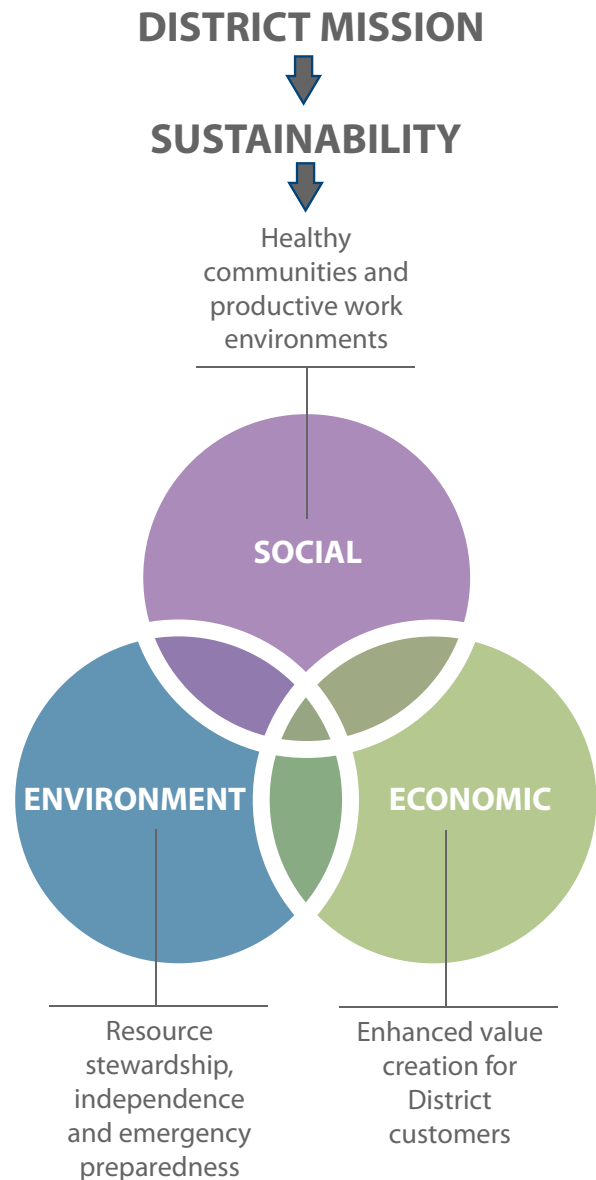 DISTRICT MISSION
SUSTAINABILITY
Healthy
communities and
productive work
environments
SOCIAL
ENVIRONMENT
ECONOMIC
Resource
stewardship,
independence
and emergency
preparedness
Enhanced value
creation for
District
customers